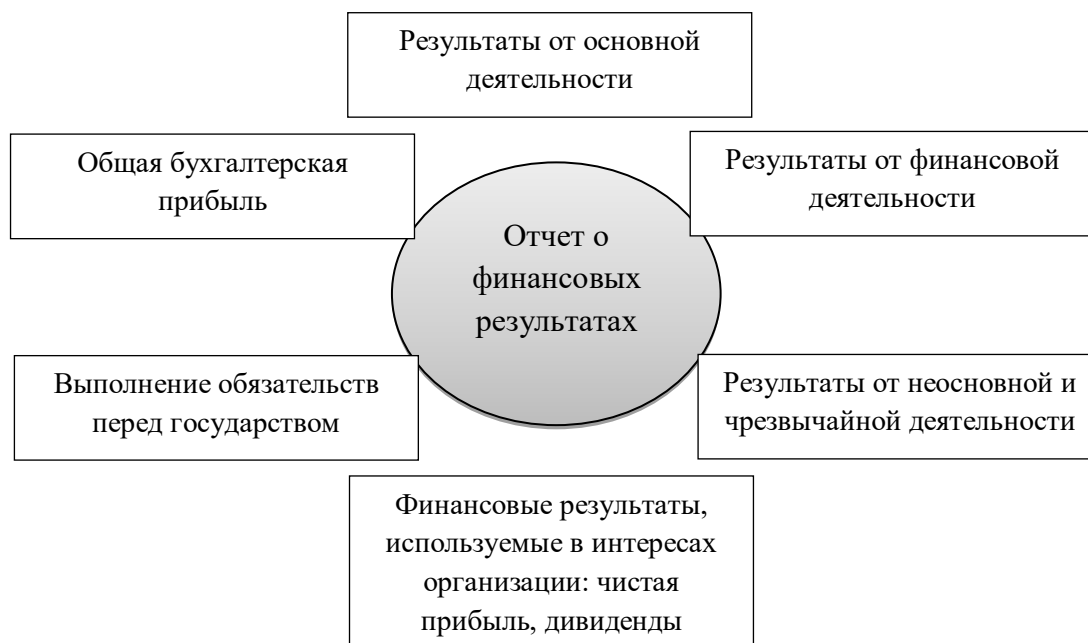 Результаты от основной
деятельности
Общая бухгалтерская
прибыль
Результаты от финансовой
деятельности
Отчет о
финансовых
результатах
Выполнение обязательств
перед государством
Результаты от неосновной и
чрезвычайной деятельности
Финансовые результаты,
используемые в интересах
организации: чистая
прибыль, дивиденды